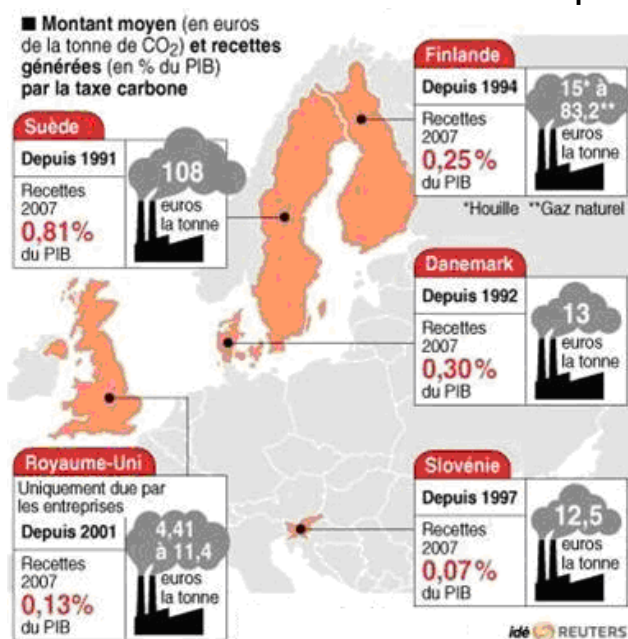 ■ Montant moyen (en euros
de la tonne de CO₂) et recettes
générées (en % du PIB)
par la taxe carbone
Suède
Depuis 1991
Recettes
2007
0,81%
du PIB
108
euros
la tonne
Finlande
Depuis 1994
Recettes
2007
0,25%
du PIB
15* à
83,2**
euros
la tonne
*Houille **Gaz naturel
Danemark
Depuis 1992
Recettes
2007
0,30%
du PIB
13
euros
la tonne
Royaume-Uni
Uniquement due par
les entreprises
Depuis 2001
Recettes
2007
0,13%
du PIB
4,41
à 11.4
euros
la tonne
Slovénie
Depuis 1997
Recettes
2007
0,07%
du PIB
12,5
euros
la tonne
idé REUTERS